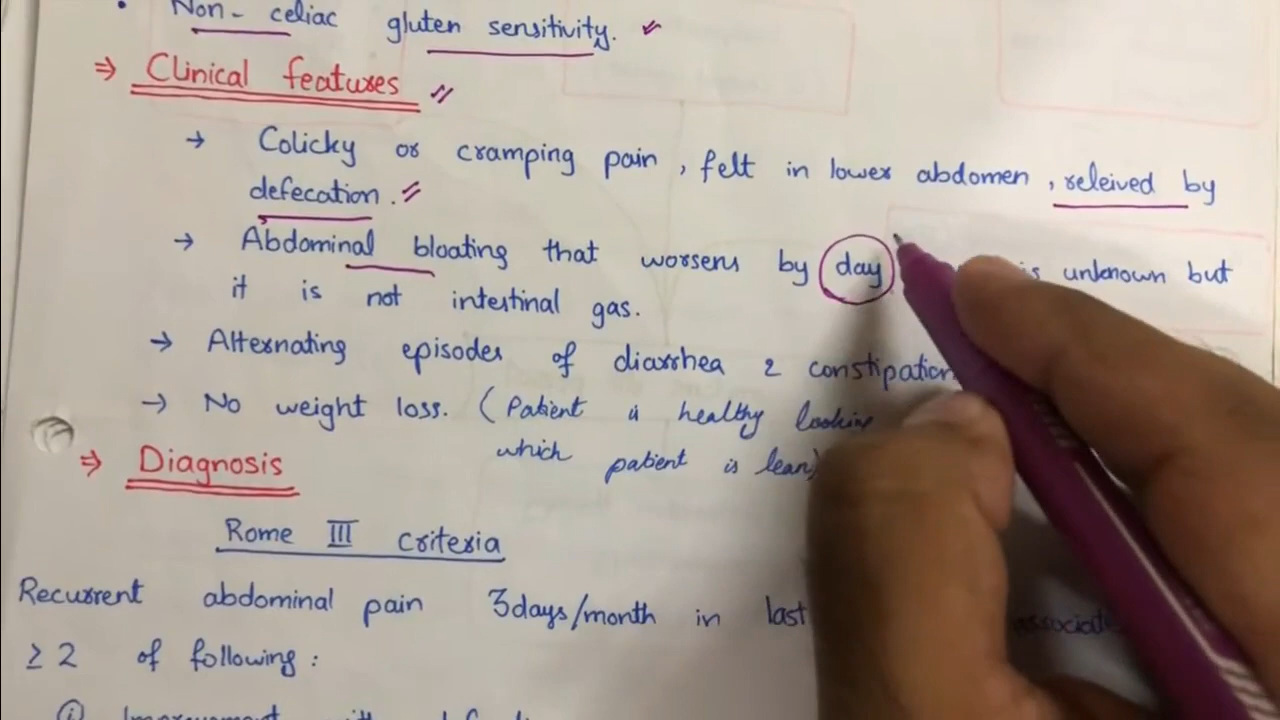 Non-celiac gluten sensitivity.
⇒ Clinical features
→ Colicky or cramping pain, felt in lower abdomen, releived by
defecation.
→ Abdominal bloating that worsens by day is unknown but
it is not intestinal gas.
→ Alternating episodes of diarrhea & constipation
→ No weight loss. (Patient is healthy looking
which patient is lean)
⇒ Diagnosis
Rome III criteria
Recurrent abdominal pain 3days/month in last
≥ 2 of following: